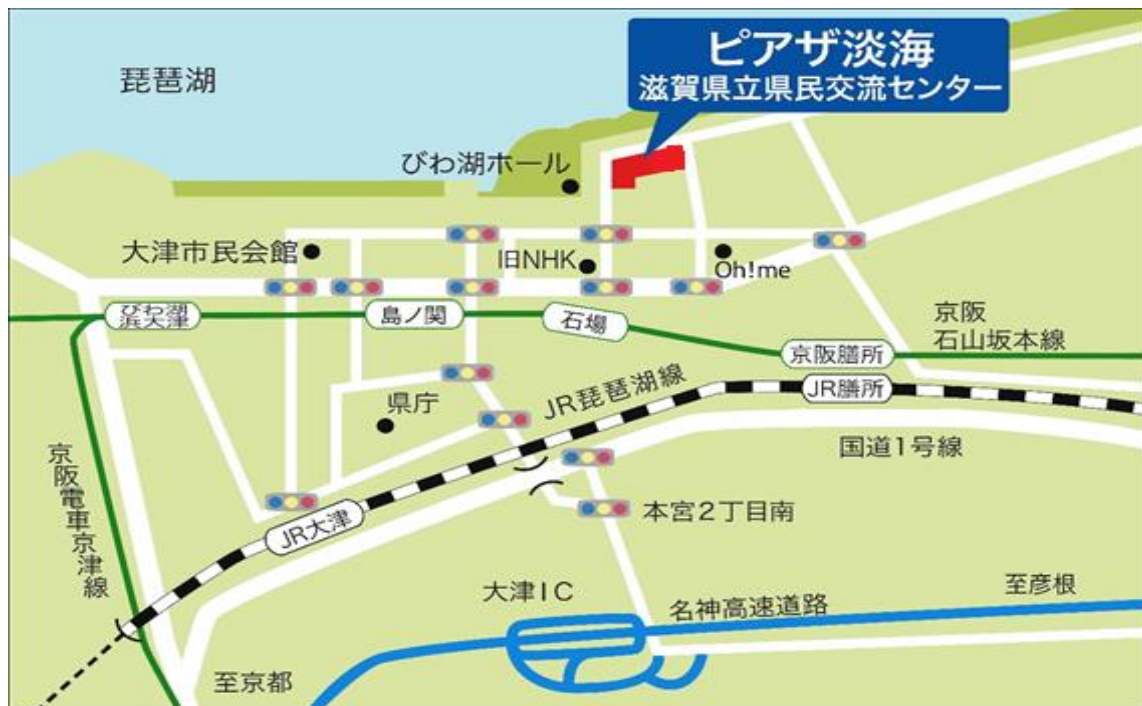 ピアザ淡海
滋賀県立県民交流センター
琵琶湖
びわ湖ホール
大津市民会館
旧NHK
Oh!me
びわ湖
浜大津
島ノ関
石場
京阪膳所
京阪
石山坂本線
県庁
JR琵琶湖線
JR膳所
国道1号線
京阪電車京津線
JR大津
本宮2丁目南
大津IC
名神高速道路
至彦根
至京都